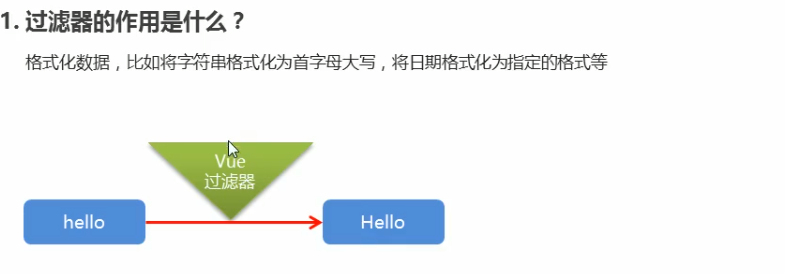 1. 过滤器的作用是什么？
格式化数据，比如将字符串格式化为首字母大写，将日期格式化为指定的格式等
Vue
过滤器
hello
Hello